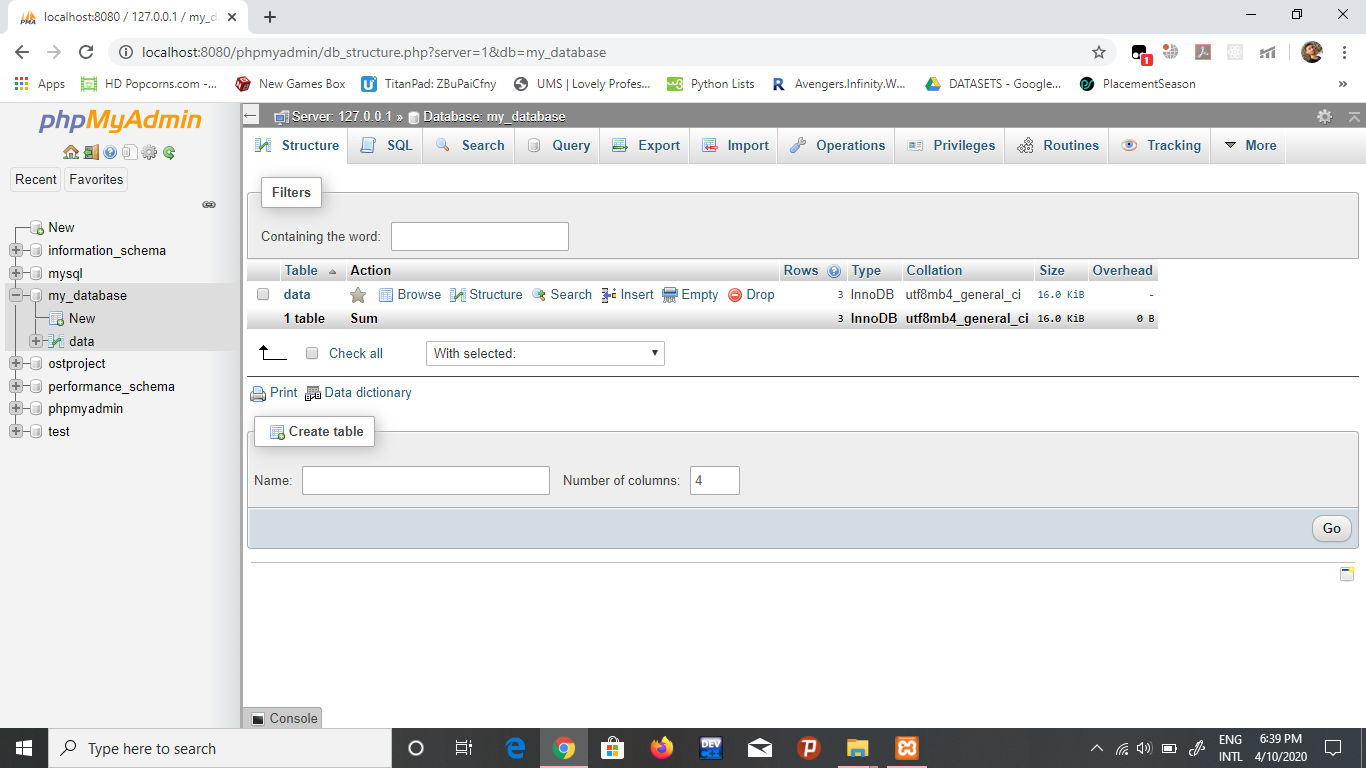 localhost:8080 / 127.0.0.1 / my_d
localhost:8080/phpmyadmin/db_structure.php?server=1&db=my_database
1
Apps HD Popcorns.com -... New Games Box TitanPad: ZBuPaiCfny UMS | Lovely Profes... Python Lists Avengers.Infinity.W... DATASETS - Google... PlacementSeason »
phpMyAdmin
Recent Favorites
New
information_schema
mysql
my_database
New
data
ostproject
performance_schema
phpmyadmin
test
Server: 127.0.0.1 » Database: my_database
Structure SQL Search Query Export Import Operations Privileges Routines Tracking More
Filters
Containing the word:
Table Action Rows Type Collation Size Overhead
data Browse Structure Search Insert Empty Drop 3 InnoDB utf8mb4_general_ci 16.0 KiB -
1 table Sum 3 InnoDB utf8mb4_general_ci 16.0 KiB 0 B
Check all With selected:
Print Data dictionary
Create table
Name: Number of columns: 4
Go
Console
Type here to search
ENG 6:39 PM
INTL 4/10/2020